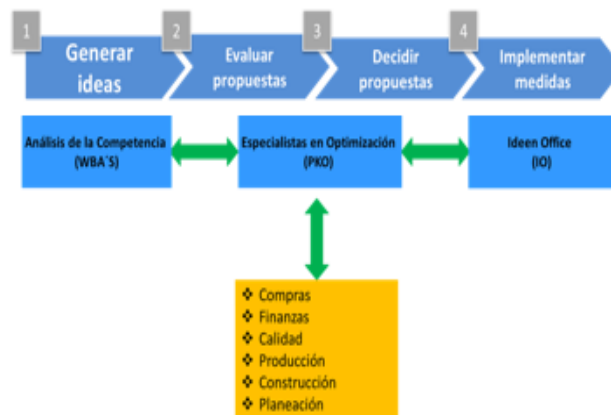 1
Generar
ideas
2
Evaluar
propuestas
3
Decidir
propuestas
4
Implementar
medidas
Análisis de la Competencia
(WBA´S)
Especialistas en Optimización
(PKO)
Ideen Office
(IO)
❖ Compras
❖ Finanzas
❖ Calidad
❖ Producción
❖ Construcción
❖ Planeación